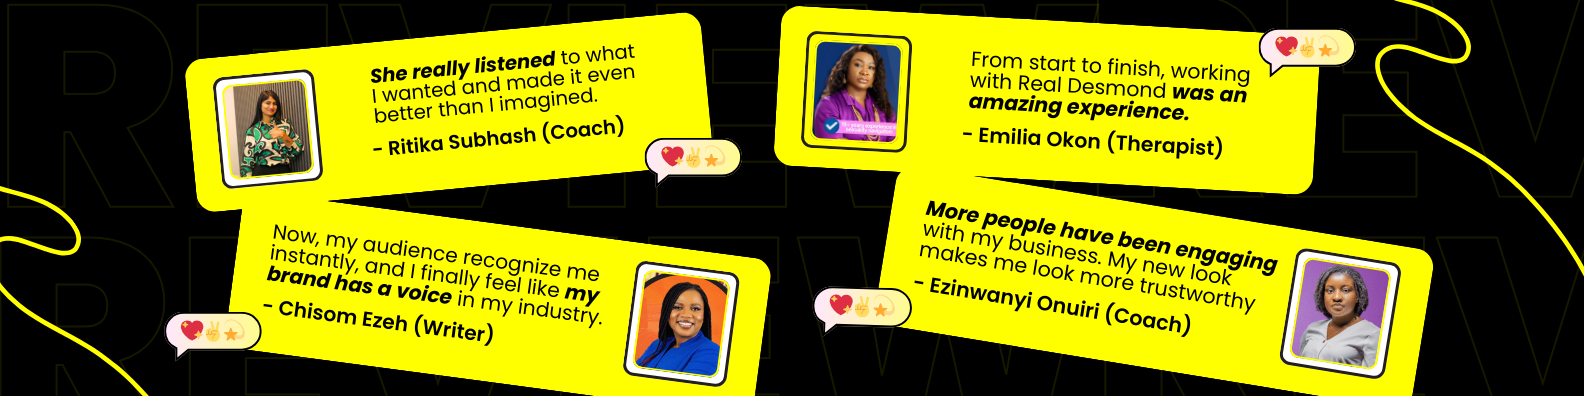 REVIEW REVIEW
She really listened to what
I wanted and made it even
better than I imagined.
- Ritika Subhash (Coach)
From start to finish, working
with Real Desmond was an
amazing experience.
- Emilia Okon (Therapist)
Now, my audience recognize me
instantly, and I finally feel like my
brand has a voice in my industry.
- Chisom Ezeh (Writer)
More people have been engaging
with my business. My new look
makes me look more trustworthy
- Ezinwanyi Onuiri (Coach)